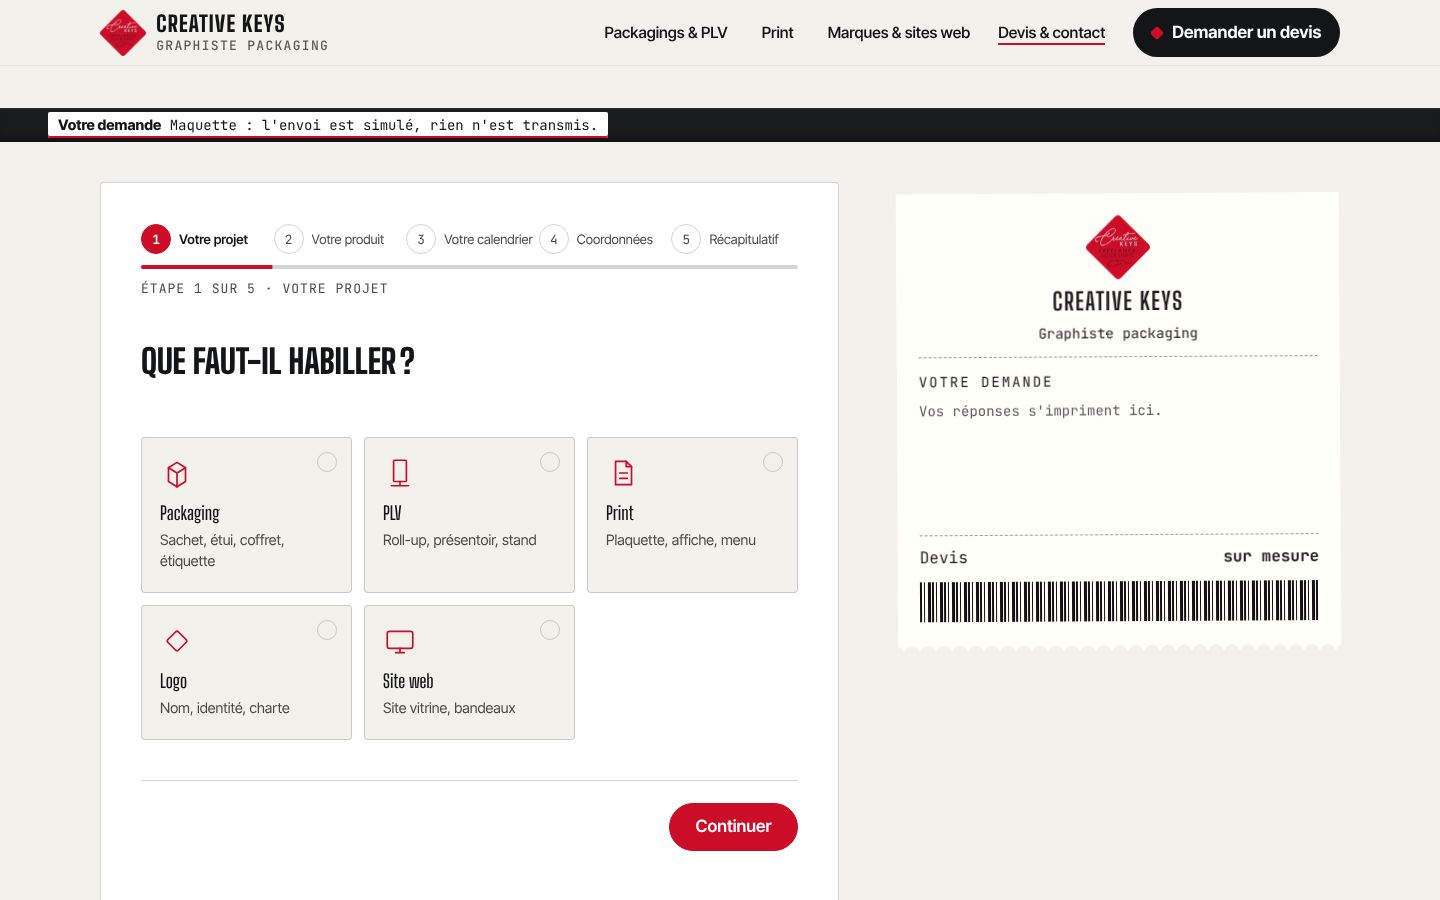 CREATIVE KEYS
GRAPHISTE PACKAGING
Packagings & PLV
Print
Marques & sites web
Devis & contact
Demander un devis
Votre demande Maquette : l'envoi est simulé, rien n'est transmis.
1 Votre projet
2 Votre produit
3 Votre calendrier
4 Coordonnées
5 Récapitulatif
ÉTAPE 1 SUR 5 · VOTRE PROJET
QUE FAUT-IL HABILLER ?
Packaging
Sachet, étui, coffret,
étiquette
PLV
Roll-up, présentoir, stand
Print
Plaquette, affiche, menu
Logo
Nom, identité, charte
Site web
Site vitrine, bandeaux
Continuer
Creative
KEYS
CREATIVE KEYS
Graphiste packaging
VOTRE DEMANDE
Vos réponses s'impriment ici.
Devis
sur mesure